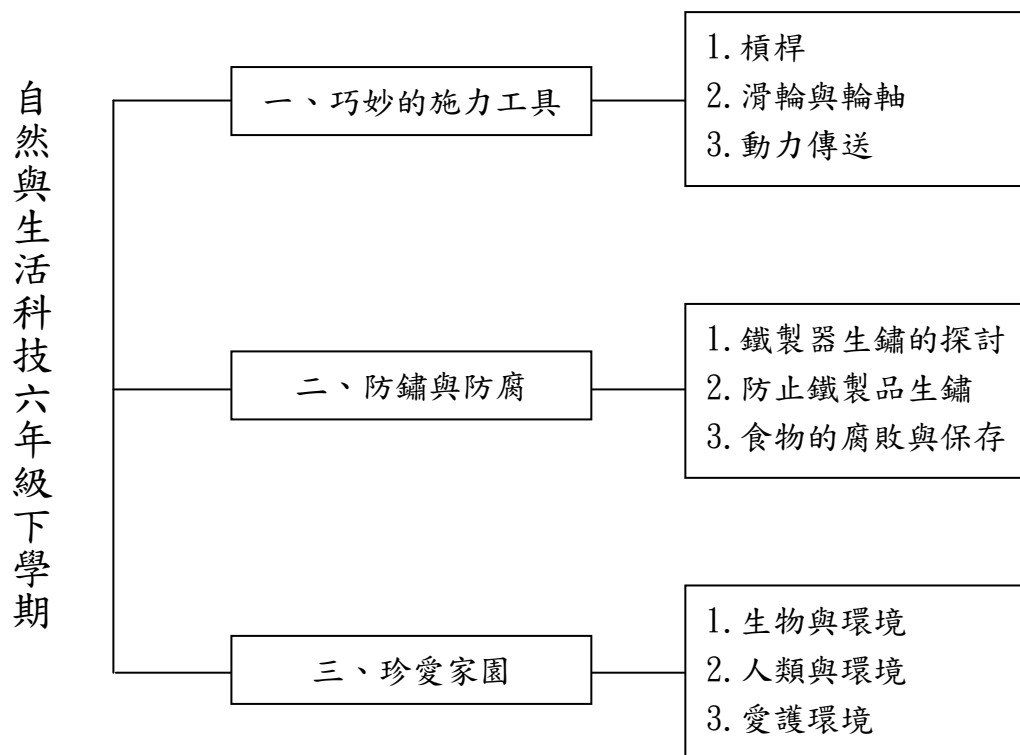 自然與生活科技六年級下學期
一、巧妙的施力工具
1.槓桿
2.滑輪與輪軸
3.動力傳送
二、防鏽與防腐
1.鐵製器生鏽的探討
2.防止鐵製品生鏽
3.食物的腐敗與保存
三、珍愛家園
1.生物與環境
2.人類與環境
3.愛護環境